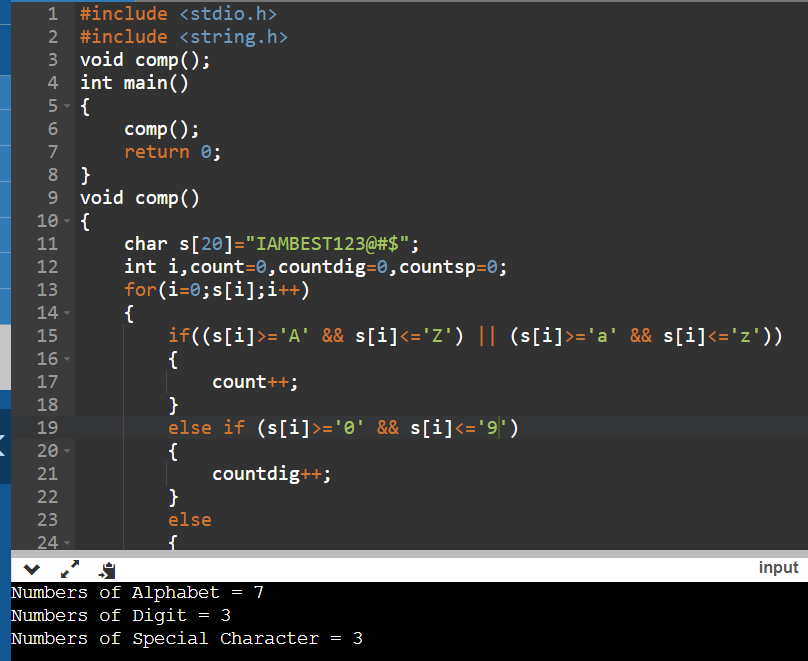 1 #include <stdio.h>
2 #include <string.h>
3 void comp();
4 int main()
5 {
6 comp();
7 return 0;
8 }
9 void comp()
10 {
11 char s[20]="IAMBEST123@#$";
12 int i,count=0,countdig=0,countsp=0;
13 for(i=0;s[i];i++)
14 {
15 if((s[i]>='A' && s[i]<='Z') || (s[i]>='a' && s[i]<='z'))
16 {
17 count++;
18 }
19 else if (s[i]>='0' && s[i]<='9')
20 {
21 countdig++;
22 }
23 else
24 {
input
Numbers of Alphabet = 7
Numbers of Digit = 3
Numbers of Special Character = 3